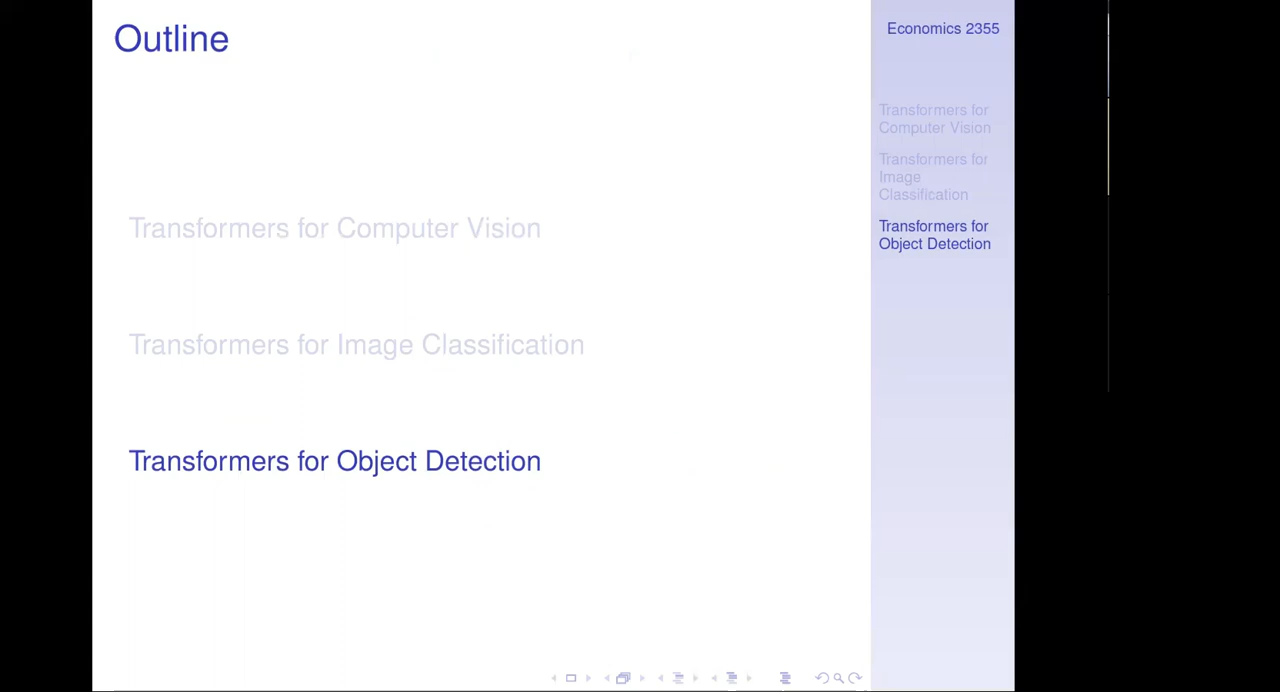 Outline
Transformers for Computer Vision
Transformers for Image Classification
Transformers for Object Detection
Economics 2355
Transformers for
Computer Vision
Transformers for
Image
Classification
Transformers for
Object Detection